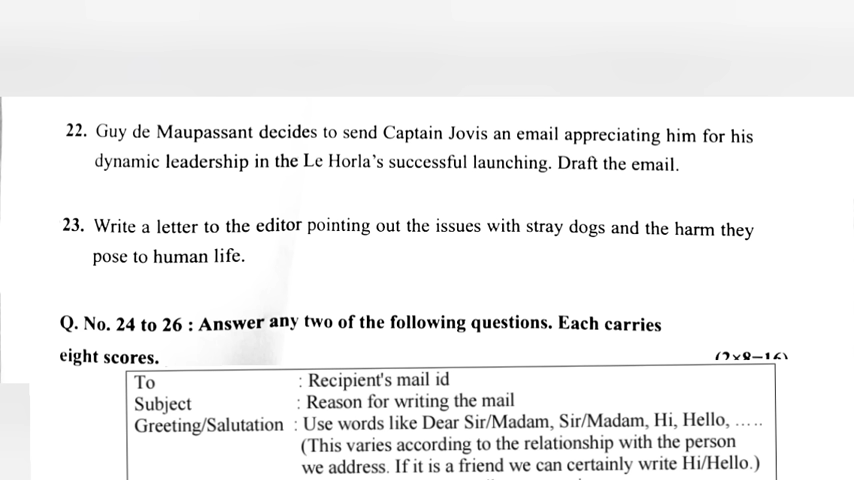 22. Guy de Maupassant decides to send Captain Jovis an email appreciating him for his
dynamic leadership in the Le Horla's successful launching. Draft the email.
23. Write a letter to the editor pointing out the issues with stray dogs and the harm they
pose to human life.
Q. No. 24 to 26 : Answer any two of the following questions. Each carries
eight scores.
To : Recipient's mail id
Subject : Reason for writing the mail
Greeting/Salutation : Use words like Dear Sir/Madam, Sir/Madam, Hi, Hello, .....
(This varies according to the relationship with the person
we address. If it is a friend we can certainly write Hi/Hello.)